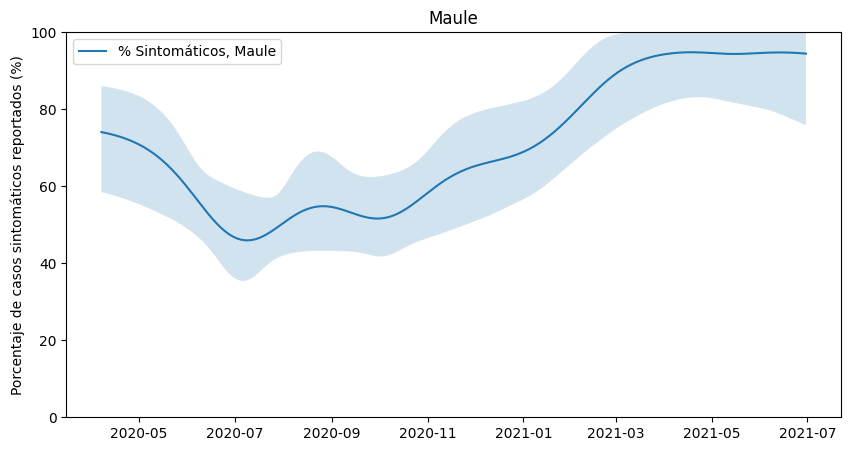 Maule
% Sintomáticos, Maule
Porcentaje de casos sintomáticos reportados (%)
100
80
60
40
20
0
2020-05 2020-07 2020-09 2020-11 2021-01 2021-03 2021-05 2021-07